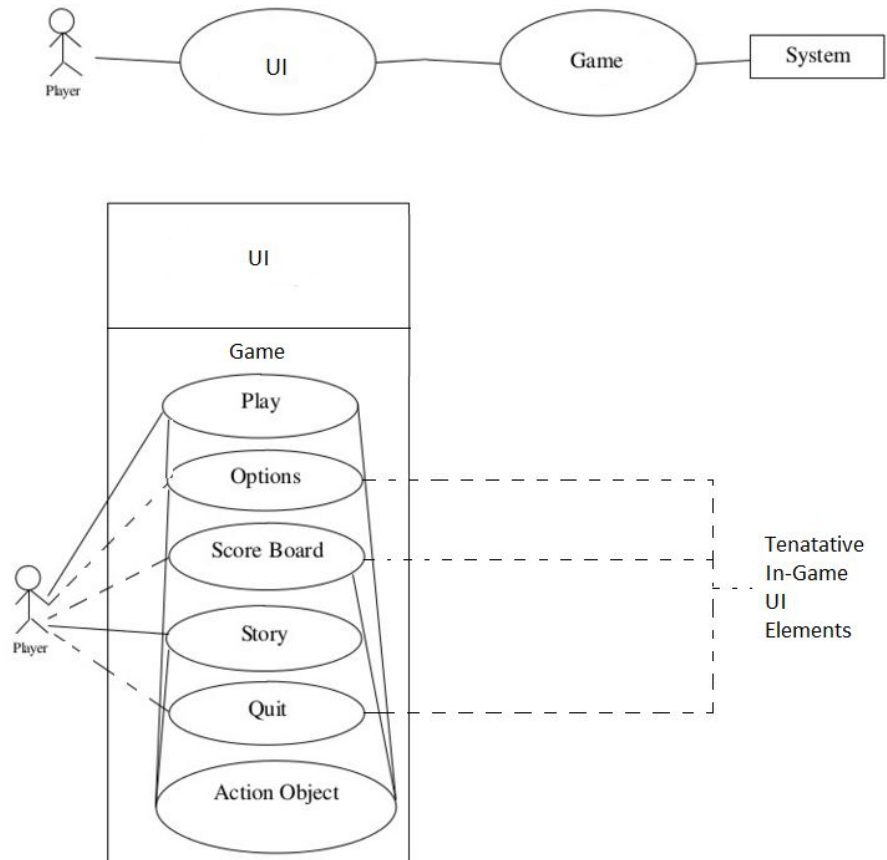 Player
UI
Game
System
UI
Game
Play
Options
Score Board
Story
Quit
Action Object
Player
Tenatative
In-Game
UI
Elements